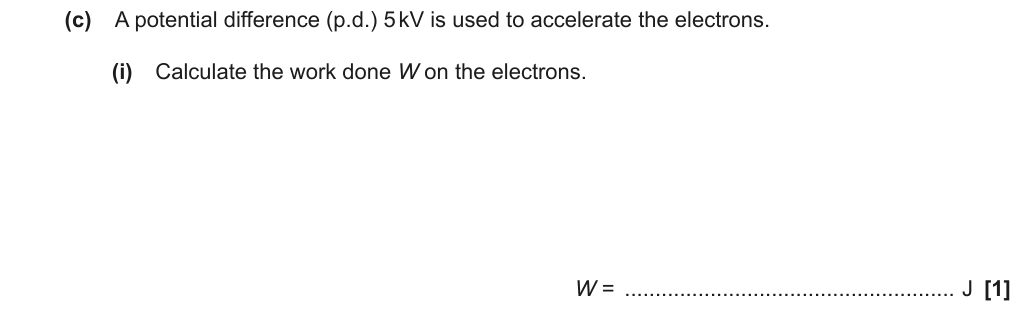 (c) A potential difference (p.d.) 5 kV is used to accelerate the electrons.
(i) Calculate the work done W on the electrons.
W = ...................................................... J [1]